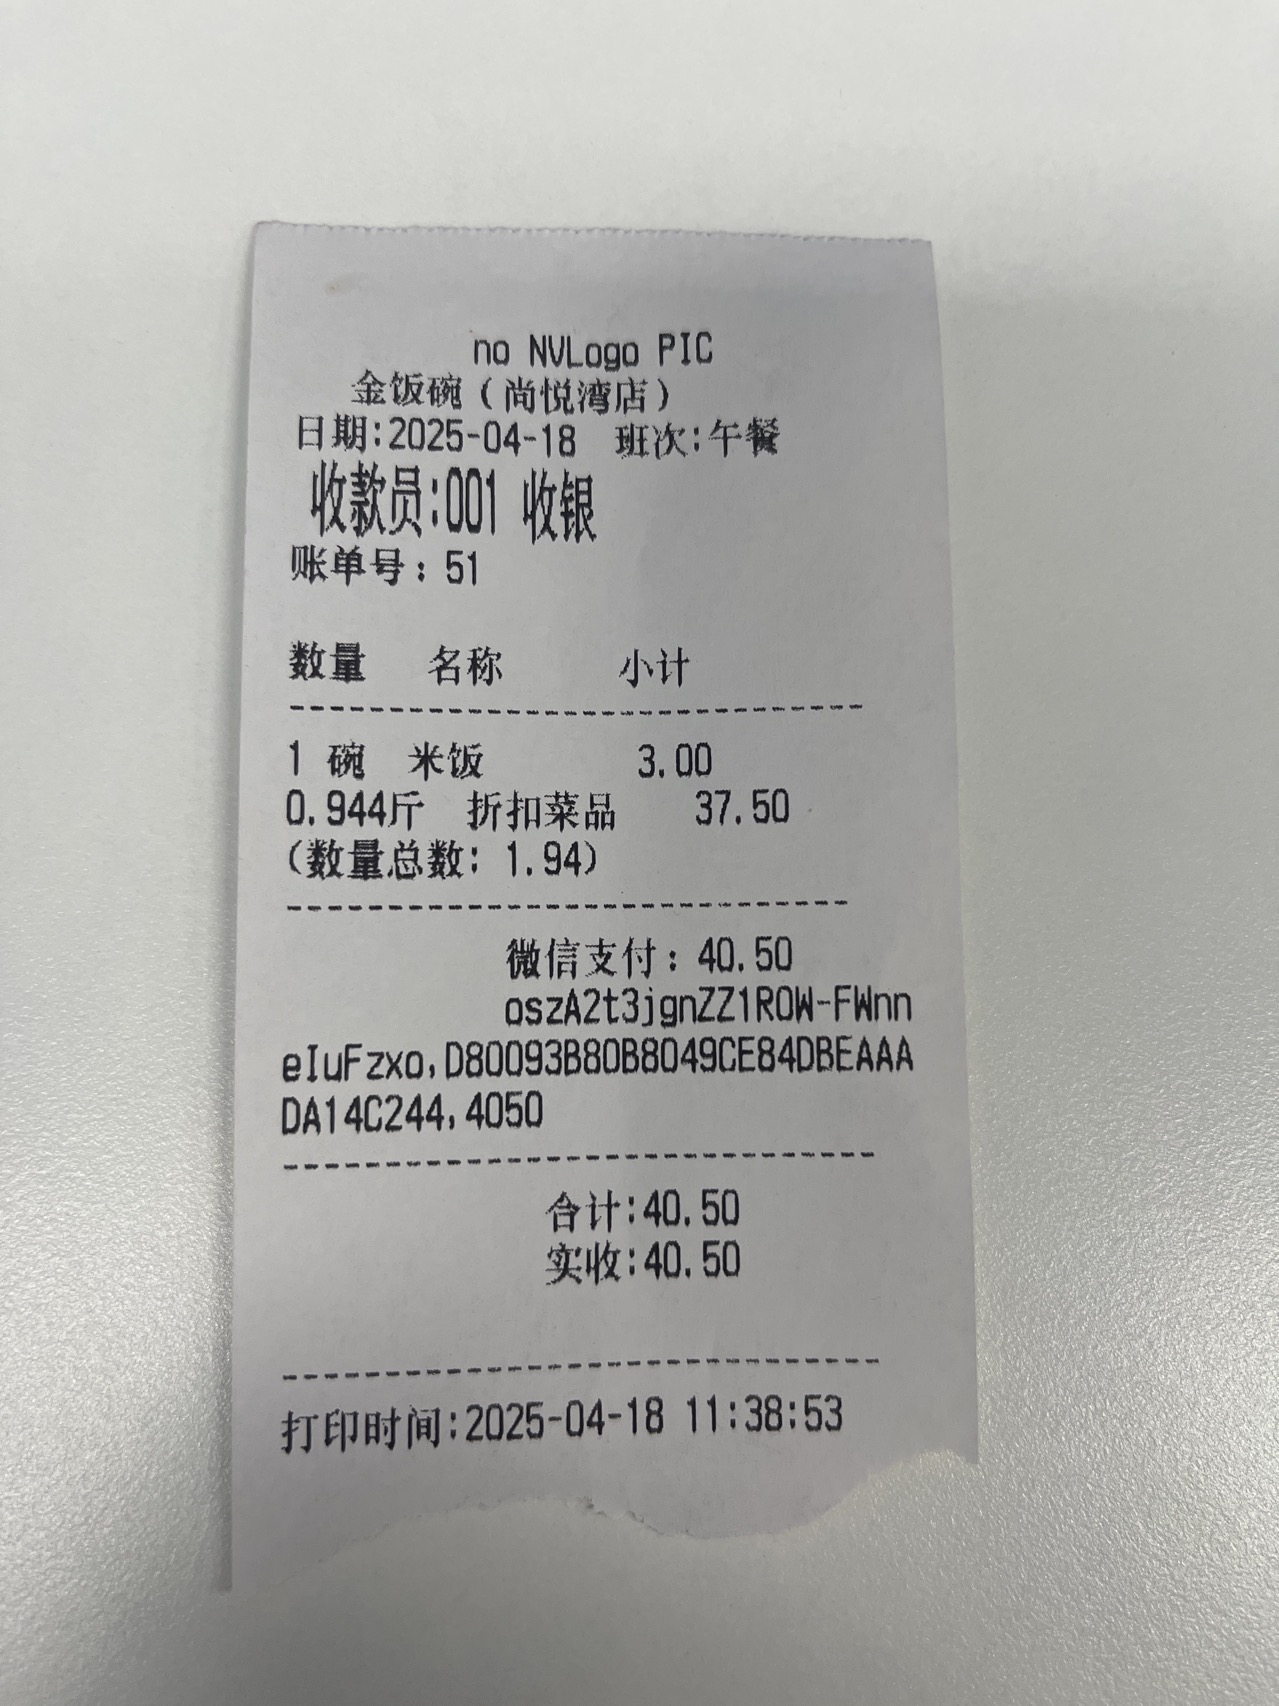 no NVLogo PIC
金饭碗（尚悦湾店）
日期:2025-04-18 班次:午餐
收款员:001 收银
账单号：51
数量 名称 小计
1 碗 米饭 3.00
0.944斤 折扣菜品 37.50
(数量总数: 1.94)
微信支付：40.50
oszA2t3jgnZZ1ROW-FWnn
eIuFzxo,D80093B80B8049CE84DBEAAA
DA14C244,4050
合计:40.50
实收:40.50
打印时间:2025-04-18 11:38:53